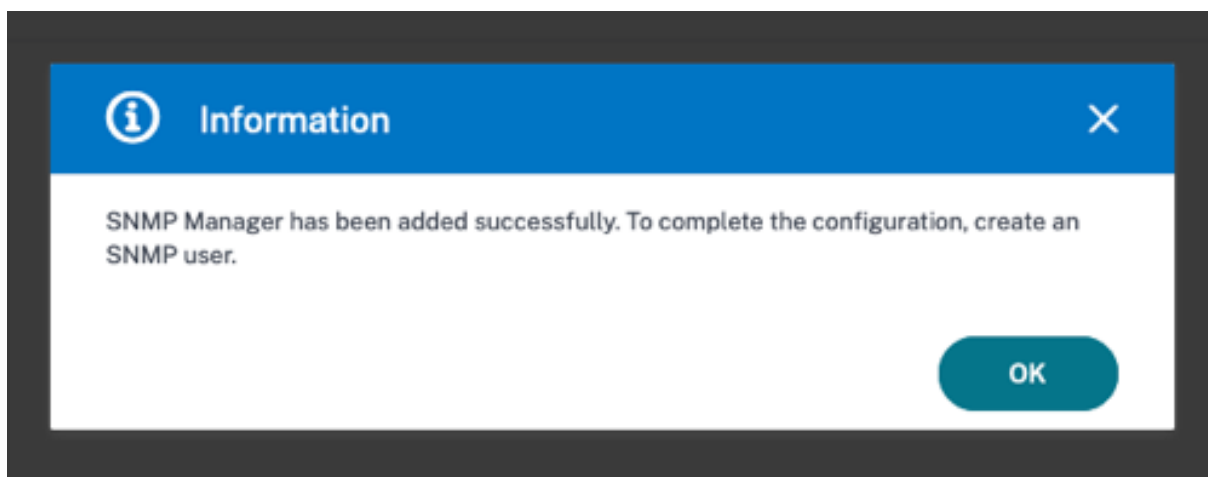 Information
SNMP Manager has been added successfully. To complete the configuration, create an
SNMP user.
OK